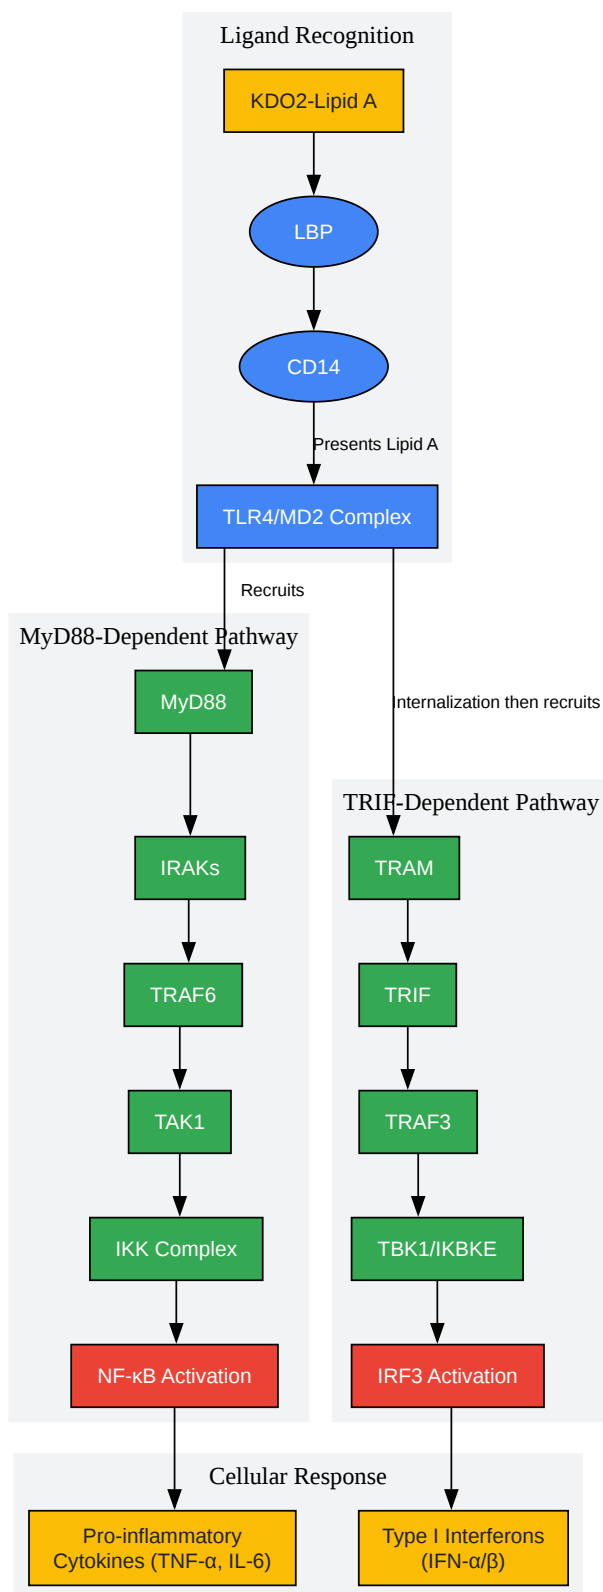 Ligand Recognition
KDO2-Lipid A
LBP
CD14
Presents Lipid A
TLR4/MD2 Complex
Recruits
MyD88-Dependent Pathway
MyD88
IRAKs
TRAF6
TAK1
IKK Complex
NF-κB Activation
Internalization then recruits
TRIF-Dependent Pathway
TRAM
TRIF
TRAF3
TBK1/IKBKE
IRF3 Activation
Cellular Response
Pro-inflammatory
Cytokines (TNF-α, IL-6)
Type I Interferons
(IFN-α/β)